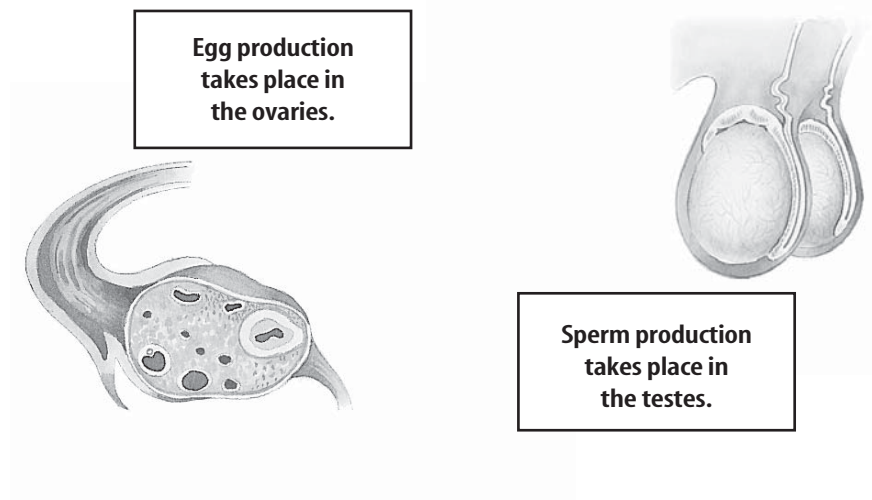 Egg production
takes place in
the ovaries.
Sperm production
takes place in
the testes.